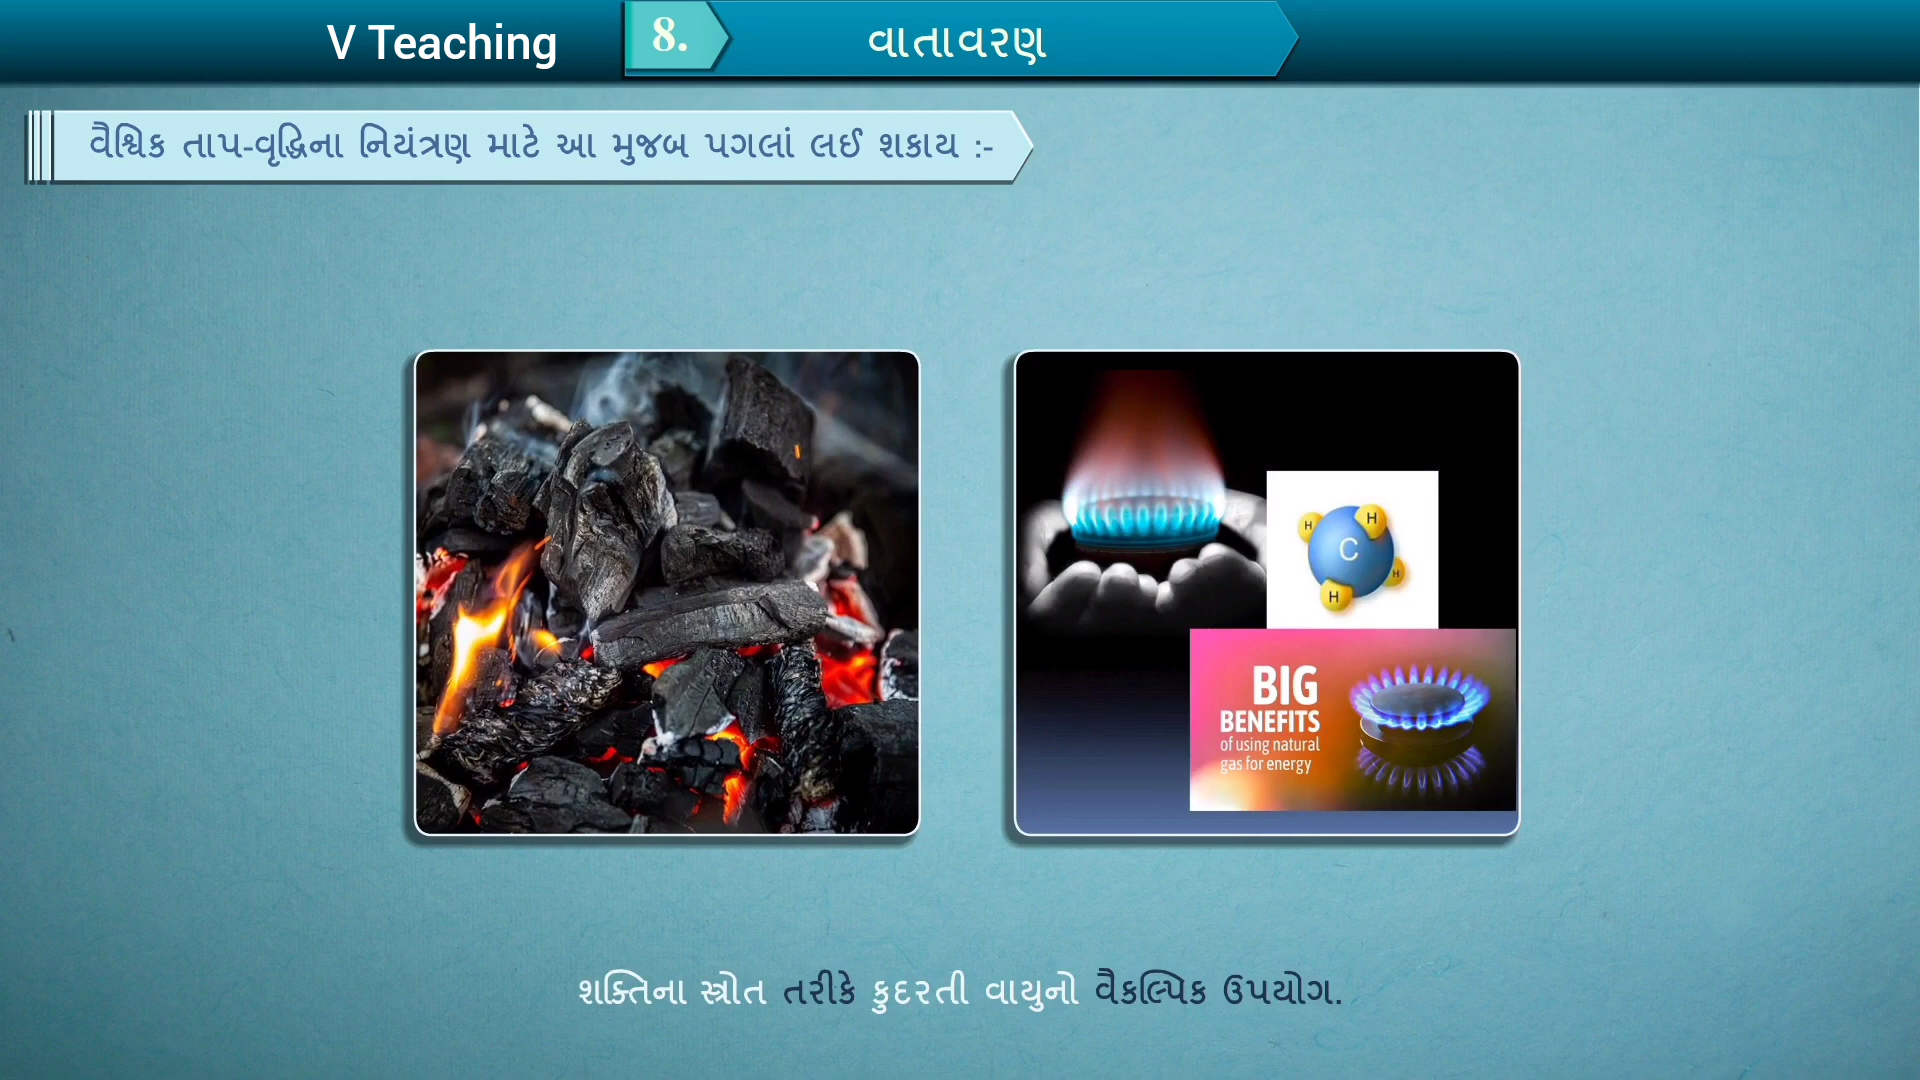 V Teaching
8.
વાતાવરણ
વૈશ્વિક તાપ-વૃદ્ધિના નિયંત્રણ માટે આ મુજબ પગલાં લઈ શકાય :-
H
H
C
H
H
BIG
BENEFITS
of using natural
gas for energy
શક્તિના સ્ત્રોત તરીકે કુદરતી વાયુનો વૈકલ્પિક ઉપયોગ.